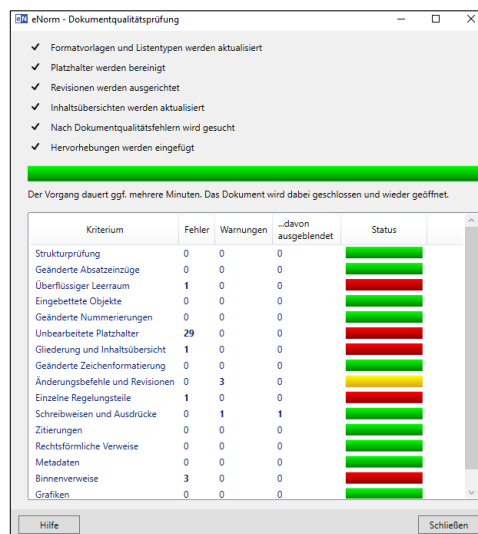 EN eNorm - Dokumentqualitätsprüfung
✓ Formatvorlagen und Listentypen werden aktualisiert
✓ Platzhalter werden bereinigt
✓ Revisionen werden ausgerichtet
✓ Inhaltsübersichten werden aktualisiert
✓ Nach Dokumentqualitätsfehlern wird gesucht
✓ Hervorhebungen werden eingefügt
Der Vorgang dauert ggf. mehrere Minuten. Das Dokument wird dabei geschlossen und wieder geöffnet.
Kriterium Fehler Warnungen ...davon ausgeblendet Status
Strukturprüfung 0 0 0
Geänderte Absatzeinzüge 0 0 0
Überflüssiger Leerraum 1 0 0
Eingebettete Objekte 0 0 0
Geänderte Nummerierungen 0 0 0
Unbearbeitete Platzhalter 29 0 0
Gliederung und Inhaltsübersicht 1 0 0
Geänderte Zeichenformatierung 0 0 0
Änderungsbefehle und Revisionen 0 3 0
Einzelne Regelungsteile 1 0 0
Schreibweisen und Ausdrücke 0 1 1
Zitierungen 0 0 0
Rechtsförmliche Verweise 0 0 0
Metadaten 0 0 0
Binnenverweise 3 0 0
Grafiken 0 0 0
Hilfe Schließen